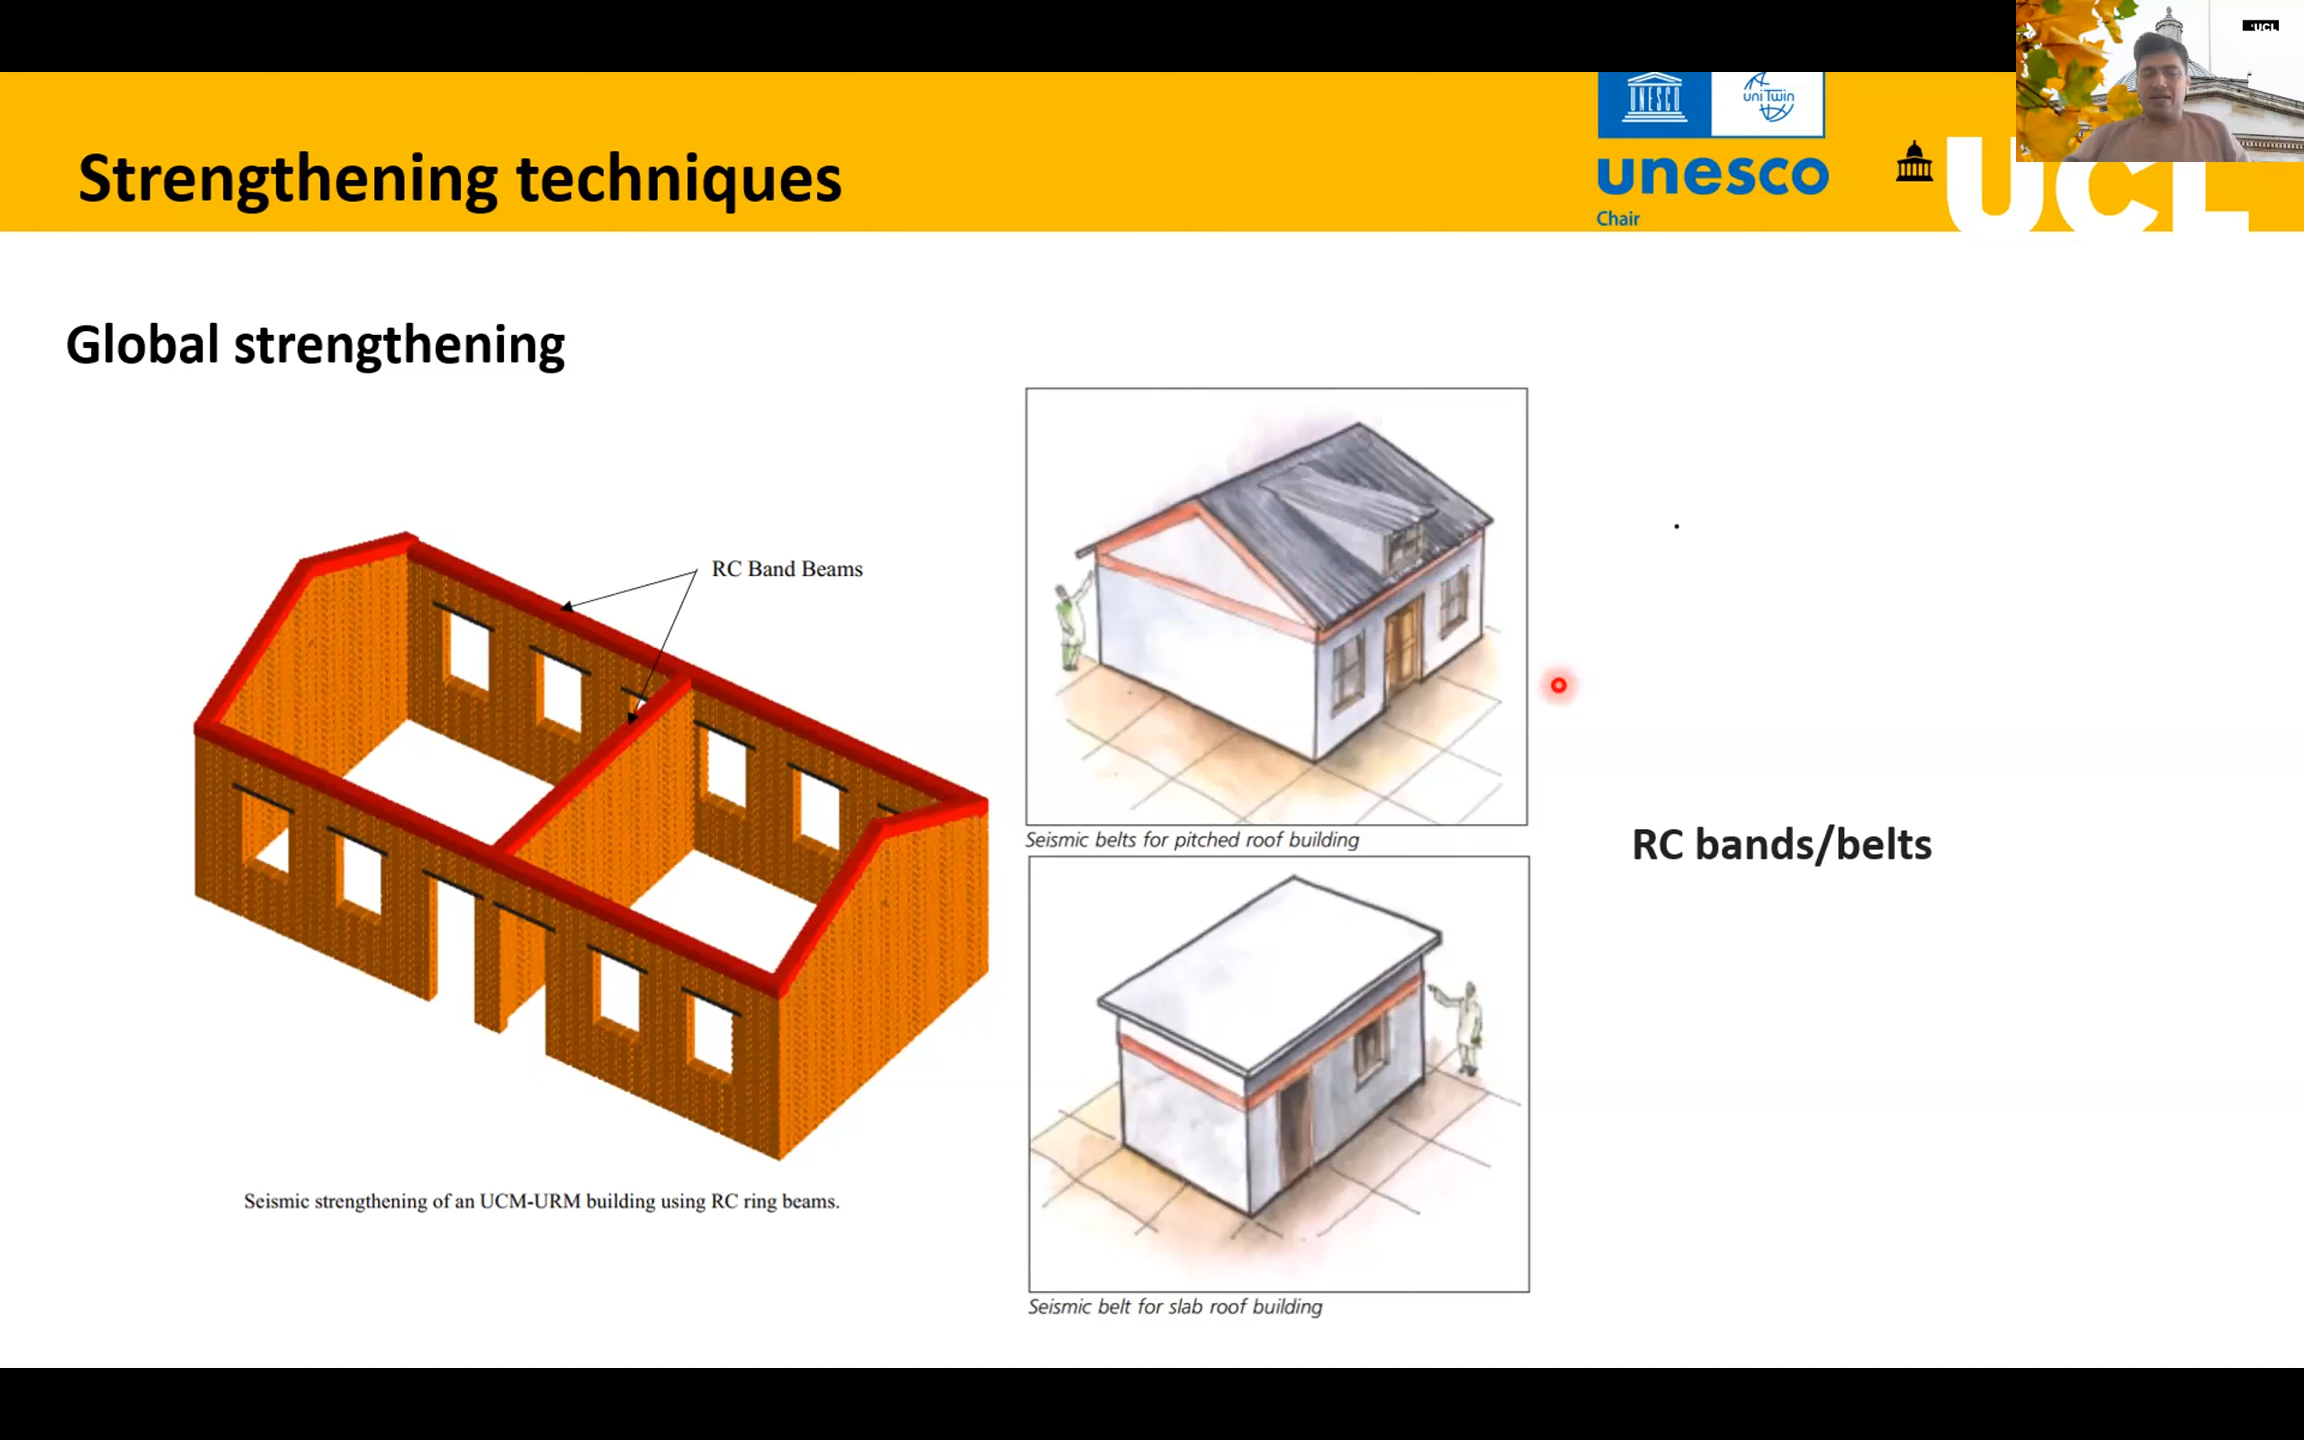 UCL
UNESCO
uniTwin
unesco
Chair
UCL
Strengthening techniques
Global strengthening
RC Band Beams
Seismic strengthening of an UCM-URM building using RC ring beams.
Seismic belts for pitched roof building
Seismic belt for slab roof building
RC bands/belts